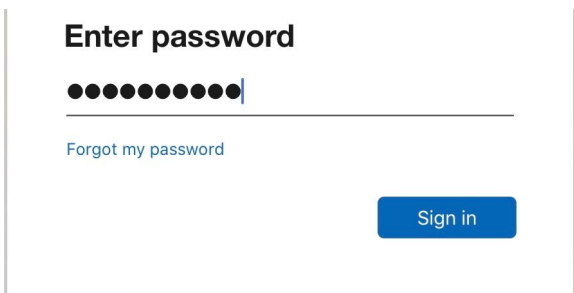 Enter password
●●●●●●●●●●
Forgot my password
Sign in